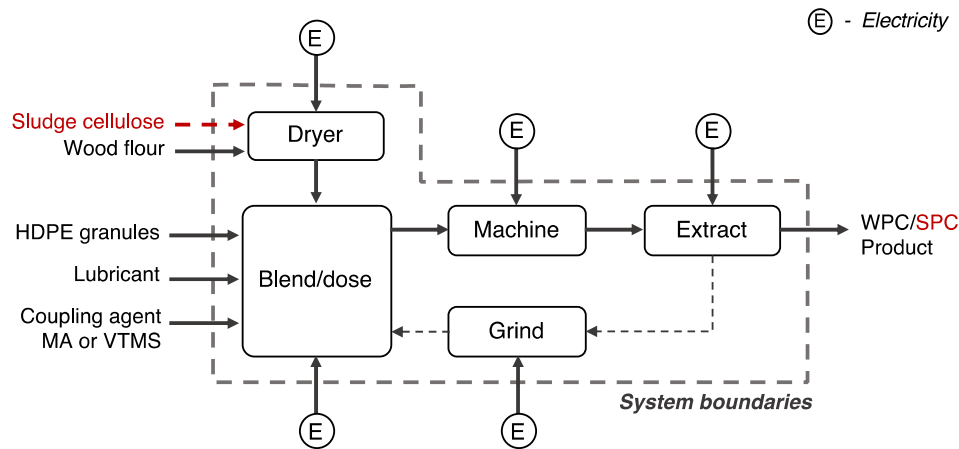 E - Electricity
E
Sludge cellulose
Wood flour
Dryer
E
E
HDPE granules
Lubricant
Coupling agent
MA or VTMS
Blend/dose
Machine
Extract
WPC/SPC
Product
Grind
System boundaries
E
E